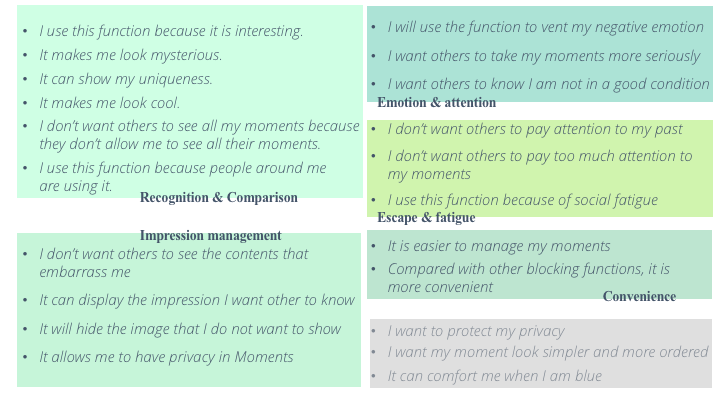 • I use this function because it is interesting.
• It makes me look mysterious.
• It can show my uniqueness.
• It makes me look cool.
• I don't want others to see all my moments because
they don't allow me to see all their moments.
• I use this function because people around me
are using it.
Recognition & Comparison
Impression management
• I don't want others to see the contents that
embarrass me
• It can display the impression I want other to know
• It will hide the image that I do not want to show
• It allows me to have privacy in Moments
• I will use the function to vent my negative emotion
• I want others to take my moments more seriously
• I want others to know I am not in a good condition
Emotion & attention
• I don't want others to pay attention to my past
• I don't want others to pay too much attention to
my moments
• I use this function because of social fatigue
Escape & fatigue
• It is easier to manage my moments
• Compared with other blocking functions, it is
more convenient
Convenience
• I want to protect my privacy
• I want my moment look simpler and more ordered
• It can comfort me when I am blue